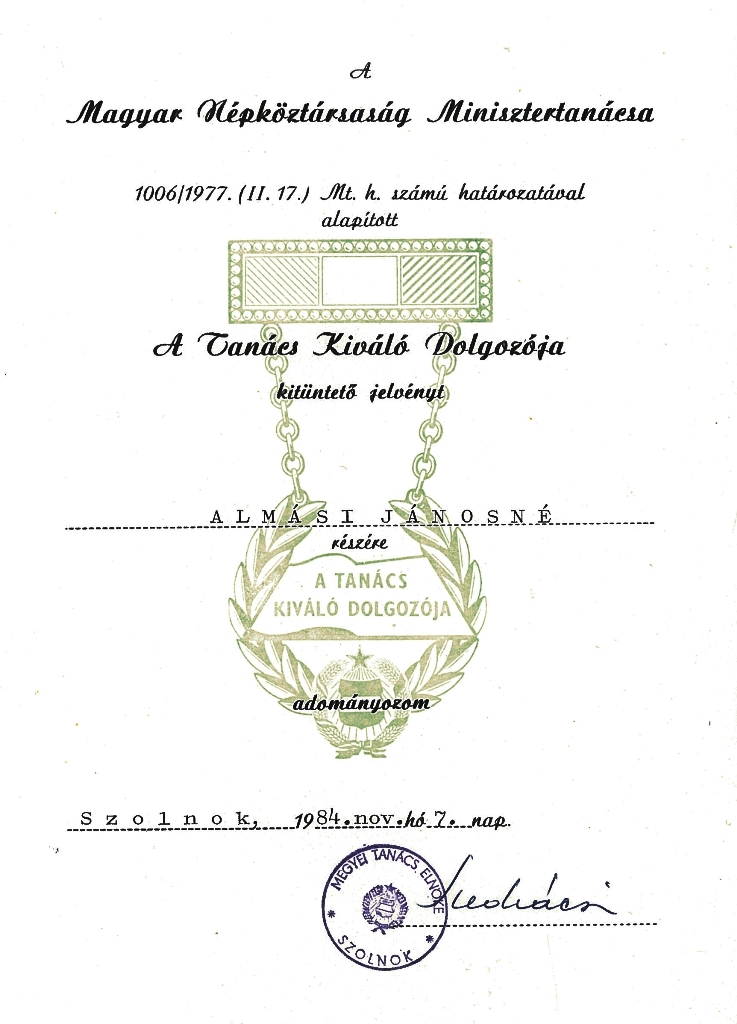 A
Magyar Népköztársaság Minisztertanácsa
1006/1977. (II. 17.) Mt. h. számú határozatával
alapított
A Tanács Kiváló Dolgozója
kitüntető jelvényt
ALMÁSI JÁNOSNÉ
részére
A TANÁCS
KIVÁLÓ DOLGOZÓJA
adományozom
Szolnok, 1984. nov. hó 7. nap.
MEGYEI TANÁCS ELNÖKE
* SZOLNOK *